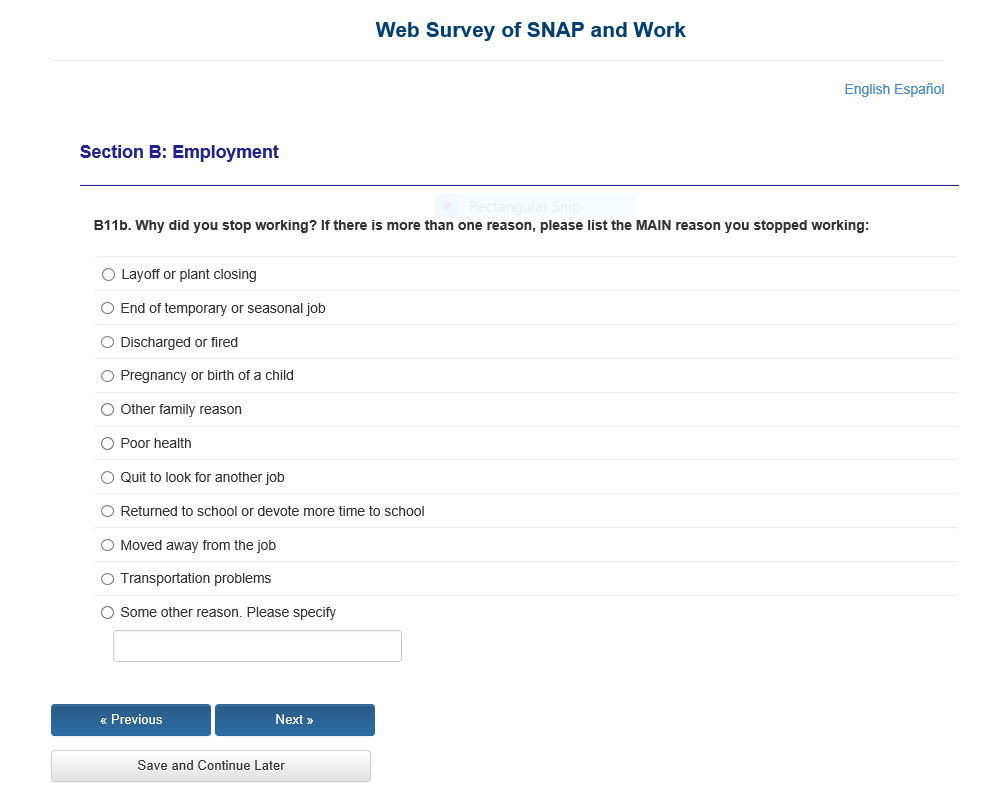 Web Survey of SNAP and Work
English Español
Section B: Employment
Rectangular Snip
B11b. Why did you stop working? If there is more than one reason, please list the MAIN reason you stopped working:
Layoff or plant closing
End of temporary or seasonal job
Discharged or fired
Pregnancy or birth of a child
Other family reason
Poor health
Quit to look for another job
Returned to school or devote more time to school
Moved away from the job
Transportation problems
Some other reason. Please specify
« Previous
Next »
Save and Continue Later